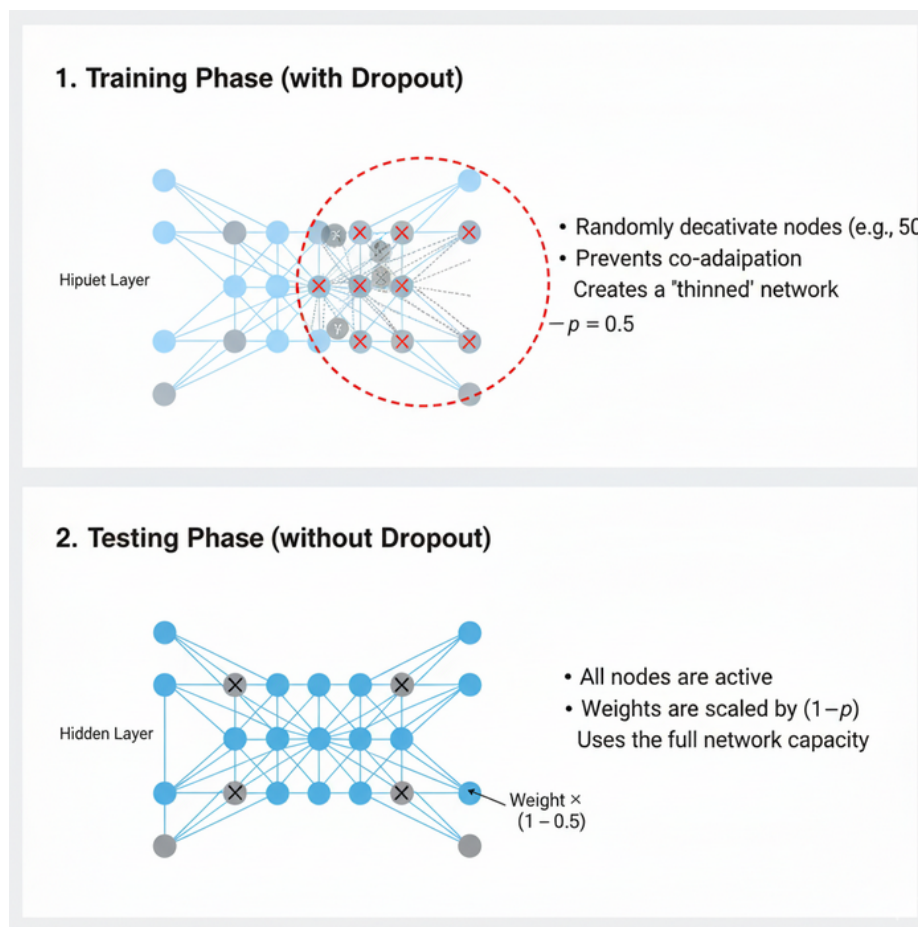 1. Training Phase (with Dropout)
Hipuet Layer
• Randomly decativate nodes (e.g., 50
• Prevents co-adaipation
Creates a "thinned' network
—p = 0.5
2. Testing Phase (without Dropout)
Hidden Layer
• All nodes are active
• Weights are scaled by (1−p)
Uses the full network capacity
Weight ×
(1 − 0.5)